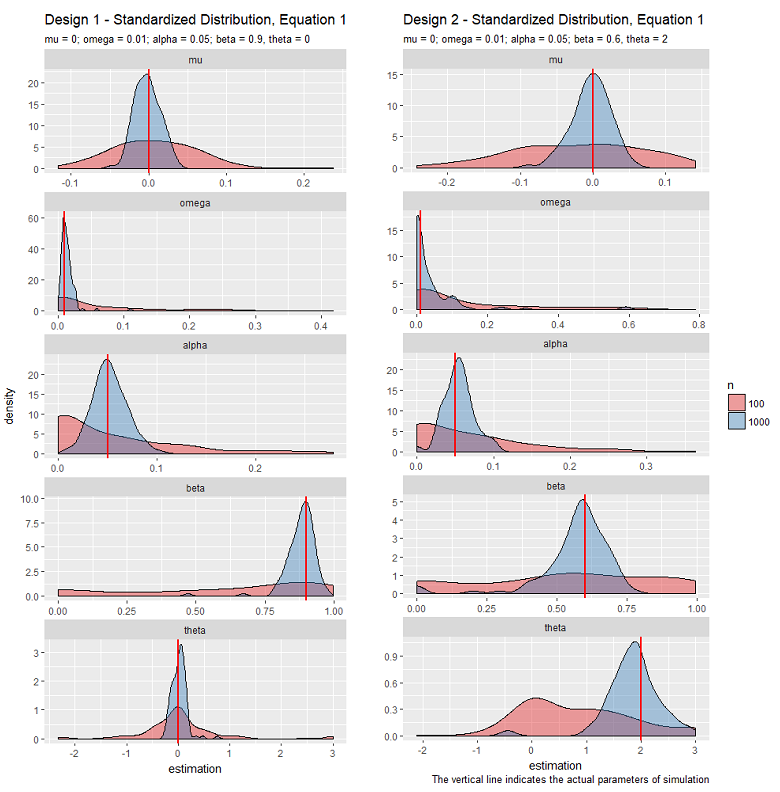 Design 1 - Standardized Distribution, Equation 1
mu = 0; omega = 0.01; alpha = 0.05; beta = 0.9, theta = 0
mu
20
15
10
5
0
-0.1 0.0 0.1 0.2
omega
60
40
20
0
0.0 0.1 0.2 0.3 0.4
alpha
20
15
10
5
0
0.0 0.1 0.2
beta
10.0
7.5
5.0
2.5
0.0
0.00 0.25 0.50 0.75 1.00
theta
3
2
1
0
-2 -1 0 1 2 3
density
estimation
Design 2 - Standardized Distribution, Equation 1
mu = 0; omega = 0.01; alpha = 0.05; beta = 0.6, theta = 2
mu
15
10
5
0
-0.2 -0.1 0.0 0.1
omega
15
10
5
0
0.0 0.2 0.4 0.6 0.8
alpha
20
15
10
5
0
0.0 0.1 0.2 0.3
beta
5
4
3
2
1
0
0.00 0.25 0.50 0.75 1.00
theta
0.9
0.6
0.3
0.0
-2 -1 0 1 2 3
estimation
The vertical line indicates the actual parameters of simulation
n
100
1000